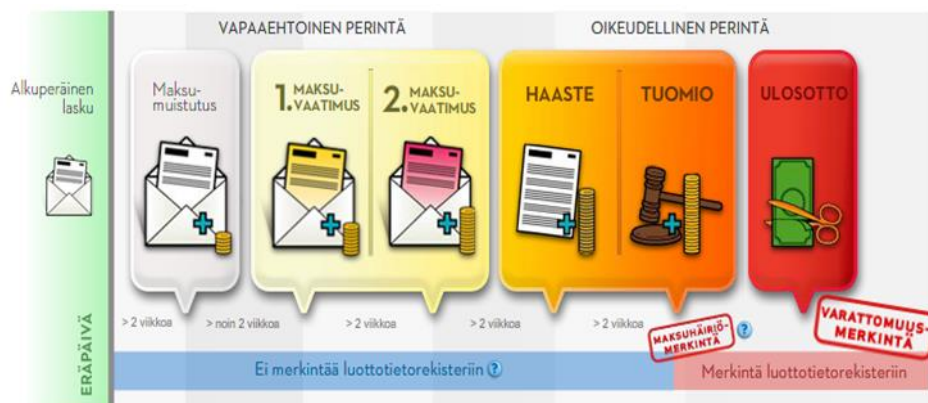 VAPAAEHTOINEN PERINTÄ
OIKEUDELLINEN PERINTÄ
Alkuperäinen
lasku
Maksu-
muistutus
1. MAKSU-
VAATIMUS
2. MAKSU-
VAATIMUS
HAASTE
TUOMIO
ULOSOTTO
ERÄPÄIVÄ
> 2 viikkoa
> noin 2 viikkoa
> 2 viikkoa
> 2 viikkoa
> 2 viikkoa
MAKSUHÄIRIÖ-
MERKINTÄ
?
VARATTOMUUS-
MERKINTÄ
Ei merkintää luottotietorekisteriin ?
Merkintä luottotietorekisteriin